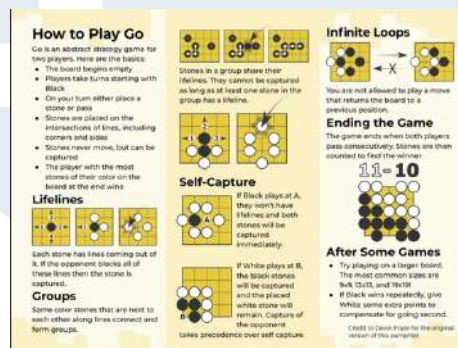 How to Play Go
Go is an abstract strategy game for
two players. Here are the basics:
• The board begins empty
• Players take turns starting with
Black
• On your turn either place a
stone or pass
• Stones are placed on the
intersections of lines, including
corners and sides
• Stones never move, but can be
captured
• The player with the most
stones of their color on the
board at the end wins
Lifelines
Each stone has lines coming out of
it. If the opponent blocks all of
these lines then the stone is
captured.
Groups
Same color stones that are next to
each other along lines connect and
form groups.
Stones in a group share their
lifelines. They cannot be captured
as long as at least one stone in the
group has a lifeline.
Self-Capture
If Black plays at A,
they won't have
lifelines and both
stones will be
captured
immediately.
A
If White plays at B,
the black stones
will be captured
and the placed
white stone will
remain. Capture of
the opponent
B
takes precedence over self capture.
Infinite Loops
X
You are not allowed to play a move
that returns the board to a
previous position.
Ending the Game
The game ends when both players
pass consecutively. Stones are then
counted to find the winner.
11-10
After Some Games
• Try playing on a larger board.
The most common sizes are
9x9, 13x13, and 19x19!
• If Black wins repeatedly, give
White some extra points to
compensate for going second.
Credit to Devin Fraze for the original
version of this pamphlet